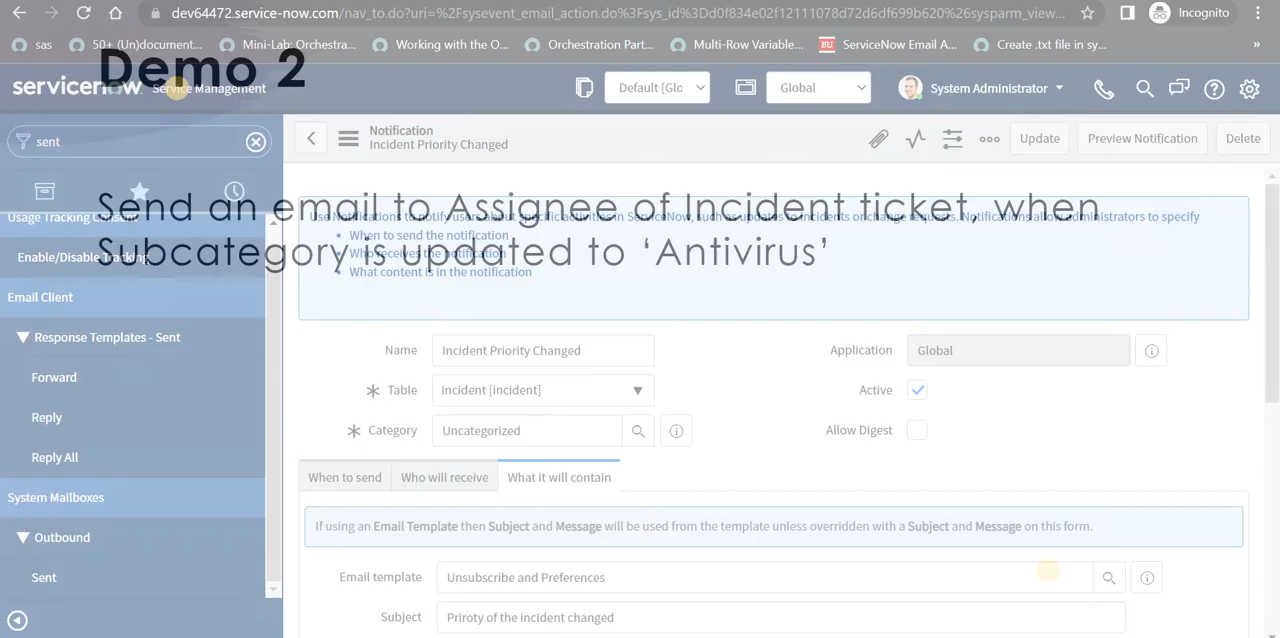 dev64472.service-now.com/nav_to.do?uri=%2Fsysevent_email_action.do%3Fsys_id%3Dd0f834e02f12111078d72d6df699b620%26sysparm_view...
Incognito
sas
50+ (Un)document...
Mini-Lab: Orchestra...
Working with the O...
Orchestration Part...
Multi-Row Variable...
BU ServiceNow Email A...
Create .txt file in sy...
»
Demo 2
servicenow. Service Management
Default [Glo
Global
System Administrator
sent
Notification
Incident Priority Changed
Update
Preview Notification
Delete
Send an email to Assignee of Incident ticket, when
Subcategory is updated to ‘Antivirus’
Usage Tracking Consent
Enable/Disable Tracking
Email Client
Response Templates - Sent
Forward
Reply
Reply All
System Mailboxes
Outbound
Sent
Use Notifications to notify users about specific activities in ServiceNow, such as updates to incidents or change requests. Notifications allow administrators to specify
• When to send the notification
• Who receives the notification
• What content is in the notification
Name Incident Priority Changed
Application Global
Table Incident [incident]
Active
Category Uncategorized
Allow Digest
When to send
Who will receive
What it will contain
If using an Email Template then Subject and Message will be used from the template unless overridden with a Subject and Message on this form.
Email template Unsubscribe and Preferences
Subject Priroty of the incident changed